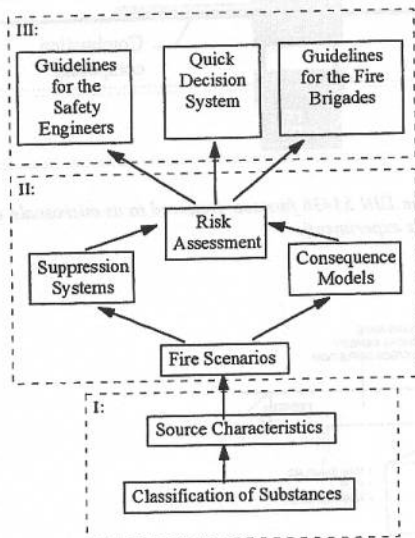 III:
Guidelines
for the
Safety
Engineers
Quick
Decision
System
Guidelines
for the Fire
Brigades
II:
Risk
Assessment
Suppression
Systems
Consequence
Models
Fire Scenarios
I:
Source Characteristics
Classification of Substances